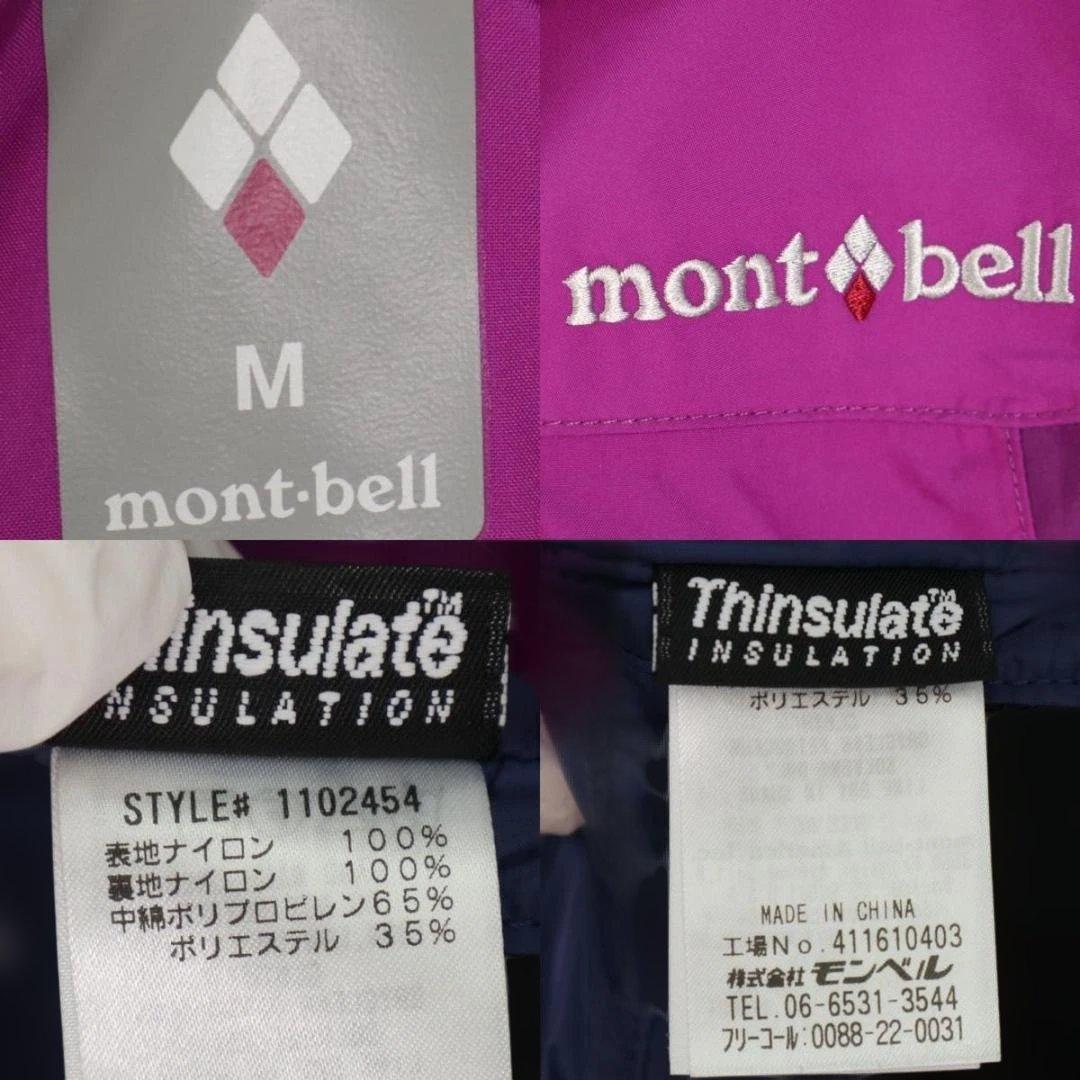 M
mont·bell
mont bell
Thinsulate™
INSULATION
ポリエステル 35%
MADE IN CHINA
工場No.411610403
株式会社 モンベル
TEL.06-6531-3544
フリーコール:0088-22-0031
hinsulate™
NSULATION
STYLE# 1102454
表地ナイロン 100%
裏地ナイロン 100%
中綿ポリプロピレン65%
ポリエステル 35%